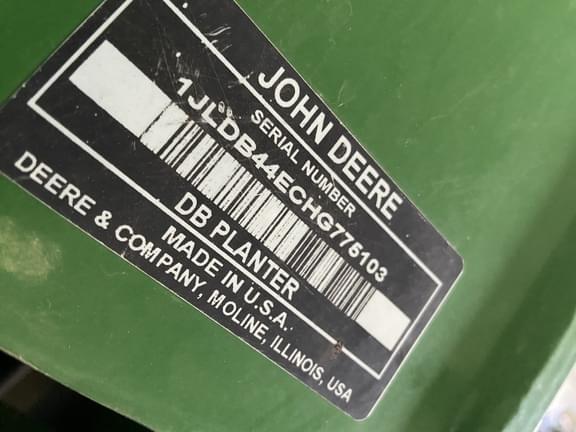 JOHN DEERE
SERIAL NUMBER
1JLDB44ECHG775103
DB PLANTER
MADE IN U.S.A.
DEERE & COMPANY, MOLINE, ILLINOIS, USA